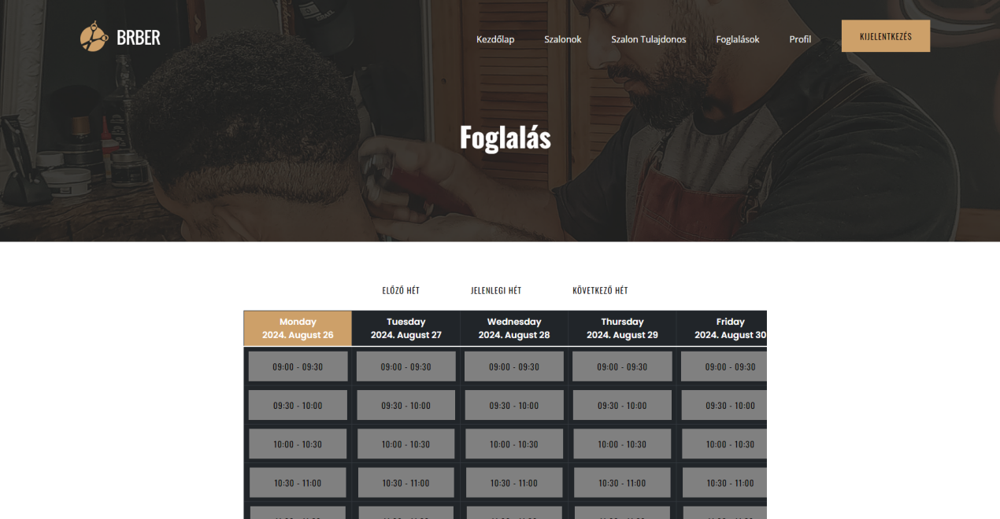 BRBER
Kezdőlap Szalonok Szalon Tulajdonos Foglalások Profil KIJELENTKEZÉS
Foglalás
ELŐZŐ HÉT JELENLEGI HÉT KÖVETKEZŐ HÉT
Monday Tuesday Wednesday Thursday Friday
2024. August 26 2024. August 27 2024. August 28 2024. August 29 2024. August 30
09:00 - 09:30 09:00 - 09:30 09:00 - 09:30 09:00 - 09:30 09:00 - 09:30
09:30 - 10:00 09:30 - 10:00 09:30 - 10:00 09:30 - 10:00 09:30 - 10:00
10:00 - 10:30 10:00 - 10:30 10:00 - 10:30 10:00 - 10:30 10:00 - 10:30
10:30 - 11:00 10:30 - 11:00 10:30 - 11:00 10:30 - 11:00 10:30 - 11:00